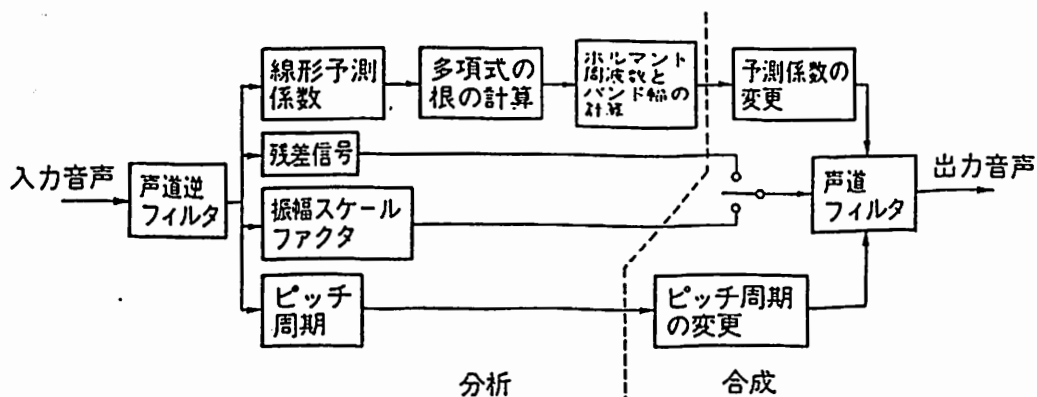 線形予測
係数
多項式の
根の計算
ホルマント
周波数と
バンド幅の
計算
予測係数の
変更
残差信号
入力音声
声道逆
フィルタ
振幅スケール
ファクタ
声道
フィルタ
出力音声
ピッチ
周期
ピッチ周期
の変更
分析
合成